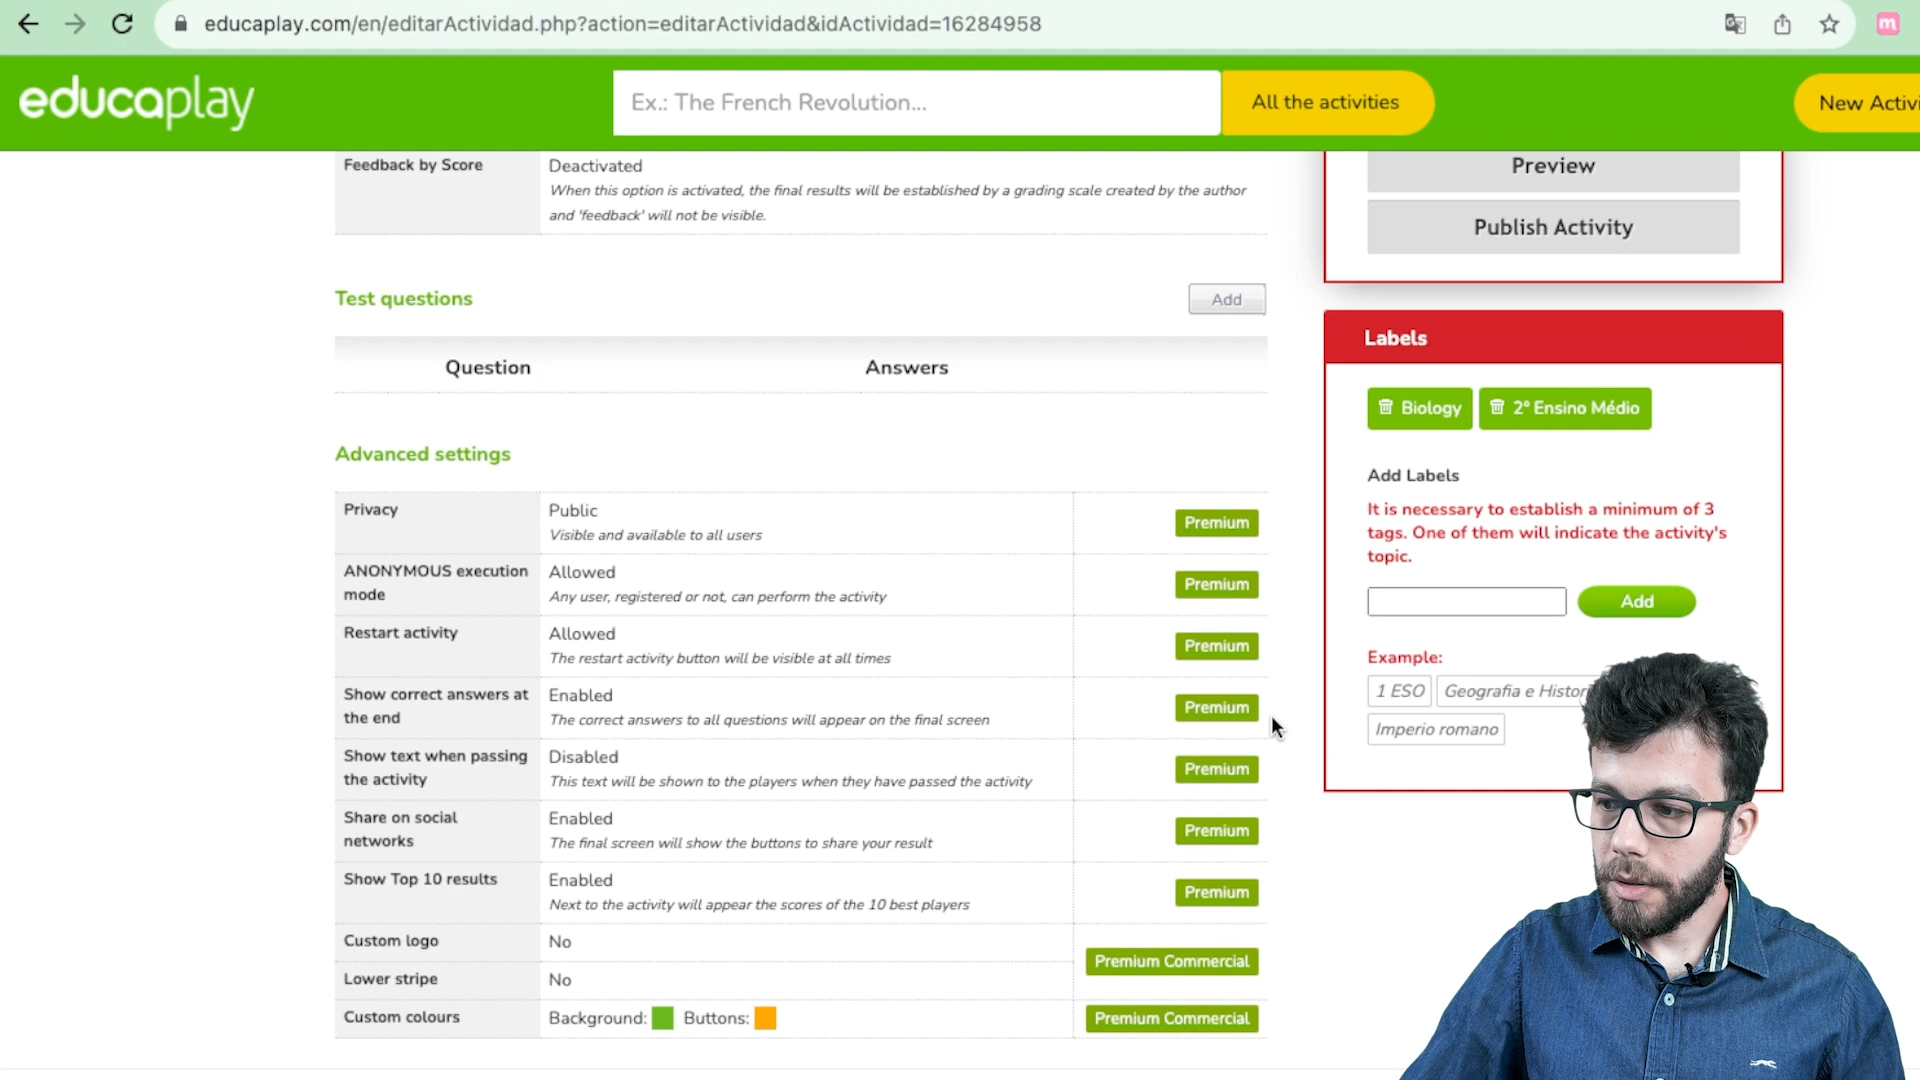 educaplay.com/en/editarActividad.php?action=editarActividad&idActividad=16284958
m
educaplay
Ex.: The French Revolution...
All the activities
New Activi
Feedback by Score
Deactivated
When this option is activated, the final results will be established by a grading scale created by the author
and 'feedback' will not be visible.
Test questions
Add
Question
Answers
Advanced settings
Privacy
Public
Visible and available to all users
Premium
ANONYMOUS execution
mode
Allowed
Any user, registered or not, can perform the activity
Premium
Restart activity
Allowed
The restart activity button will be visible at all times
Premium
Show correct answers at
the end
Enabled
The correct answers to all questions will appear on the final screen
Premium
Show text when passing
the activity
Disabled
This text will be shown to the players when they have passed the activity
Premium
Share on social
networks
Enabled
The final screen will show the buttons to share your result
Premium
Show Top 10 results
Enabled
Next to the activity will appear the scores of the 10 best players
Premium
Custom logo
No
Lower stripe
No
Premium Commercial
Custom colours
Background:
Buttons:
Premium Commercial
Preview
Publish Activity
Labels
Biology
2º Ensino Médio
Add Labels
It is necessary to establish a minimum of 3
tags. One of them will indicate the activity's
topic.
Add
Example:
1 ESO
Geografia e Histor
Imperio romano